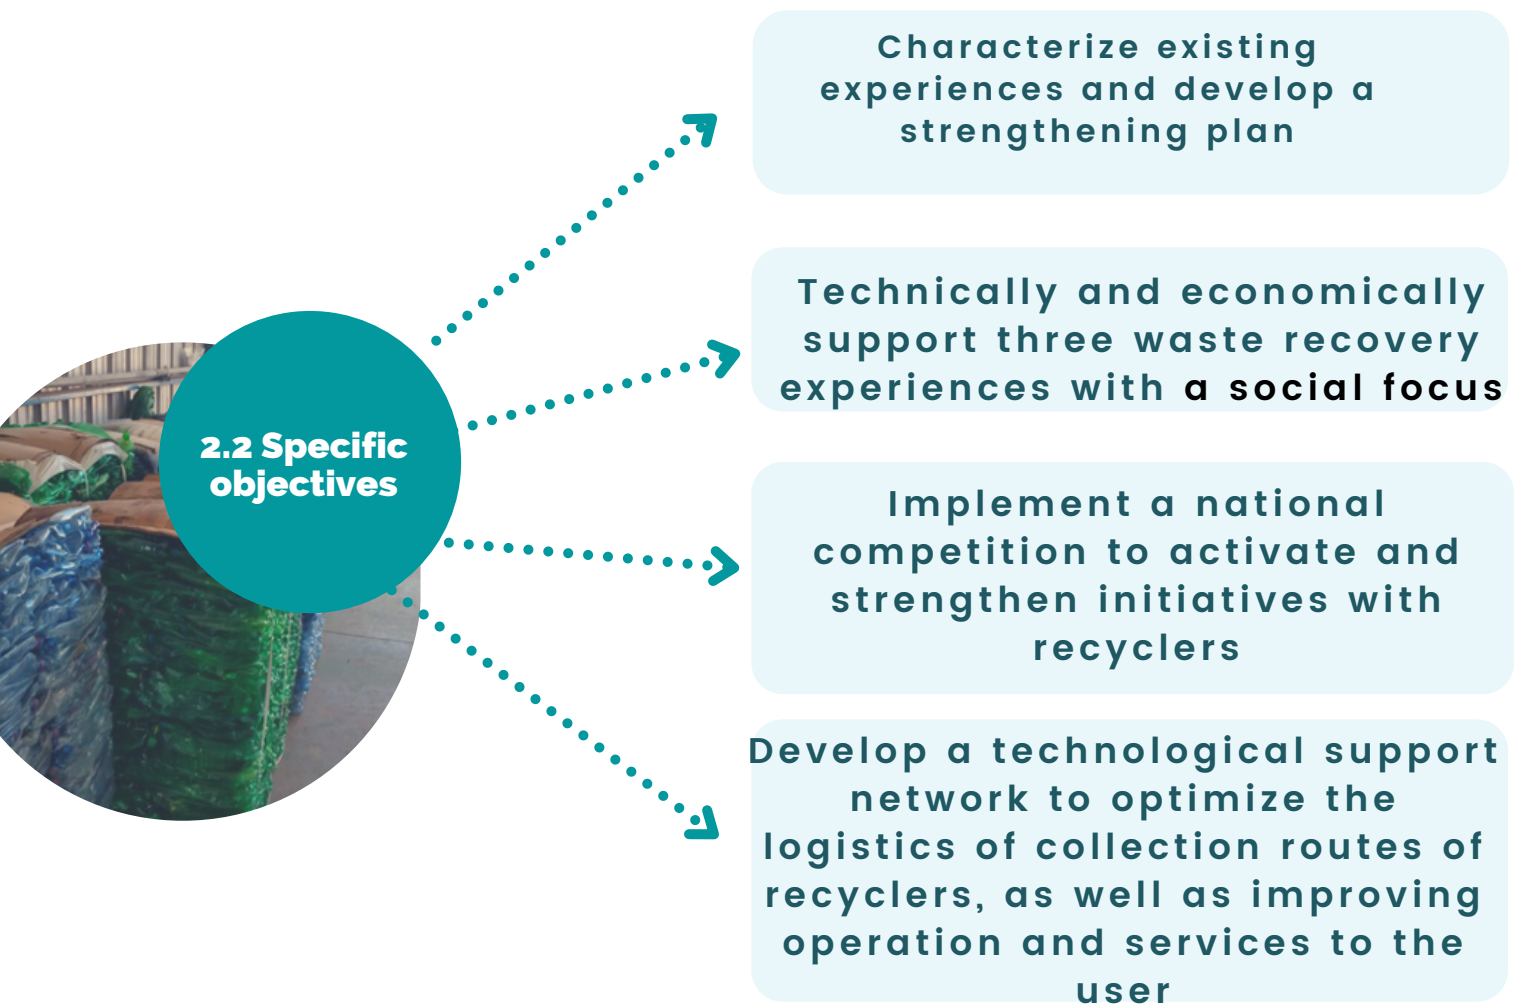 2.2 Specific
objectives
Characterize existing
experiences and develop a
strengthening plan
Technically and economically
support three waste recovery
experiences with a social focus
Implement a national
competition to activate and
strengthen initiatives with
recyclers
Develop a technological support
network to optimize the
logistics of collection routes of
recyclers, as well as improving
operation and services to the
user